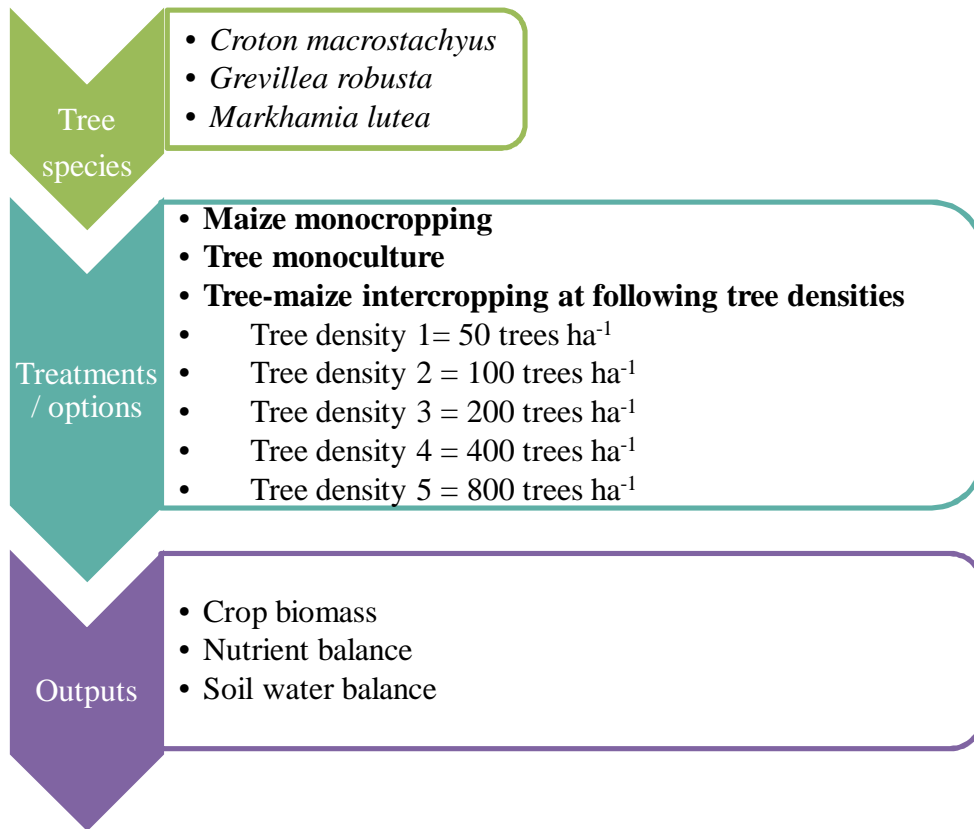 Tree
species
• Croton macrostachyus
• Grevillea robusta
• Markhamia lutea
Treatments
/ options
• Maize monocropping
• Tree monoculture
• Tree-maize intercropping at following tree densities
• Tree density 1= 50 trees ha⁻¹
• Tree density 2 = 100 trees ha⁻¹
• Tree density 3 = 200 trees ha⁻¹
• Tree density 4 = 400 trees ha⁻¹
• Tree density 5 = 800 trees ha⁻¹
Outputs
• Crop biomass
• Nutrient balance
• Soil water balance